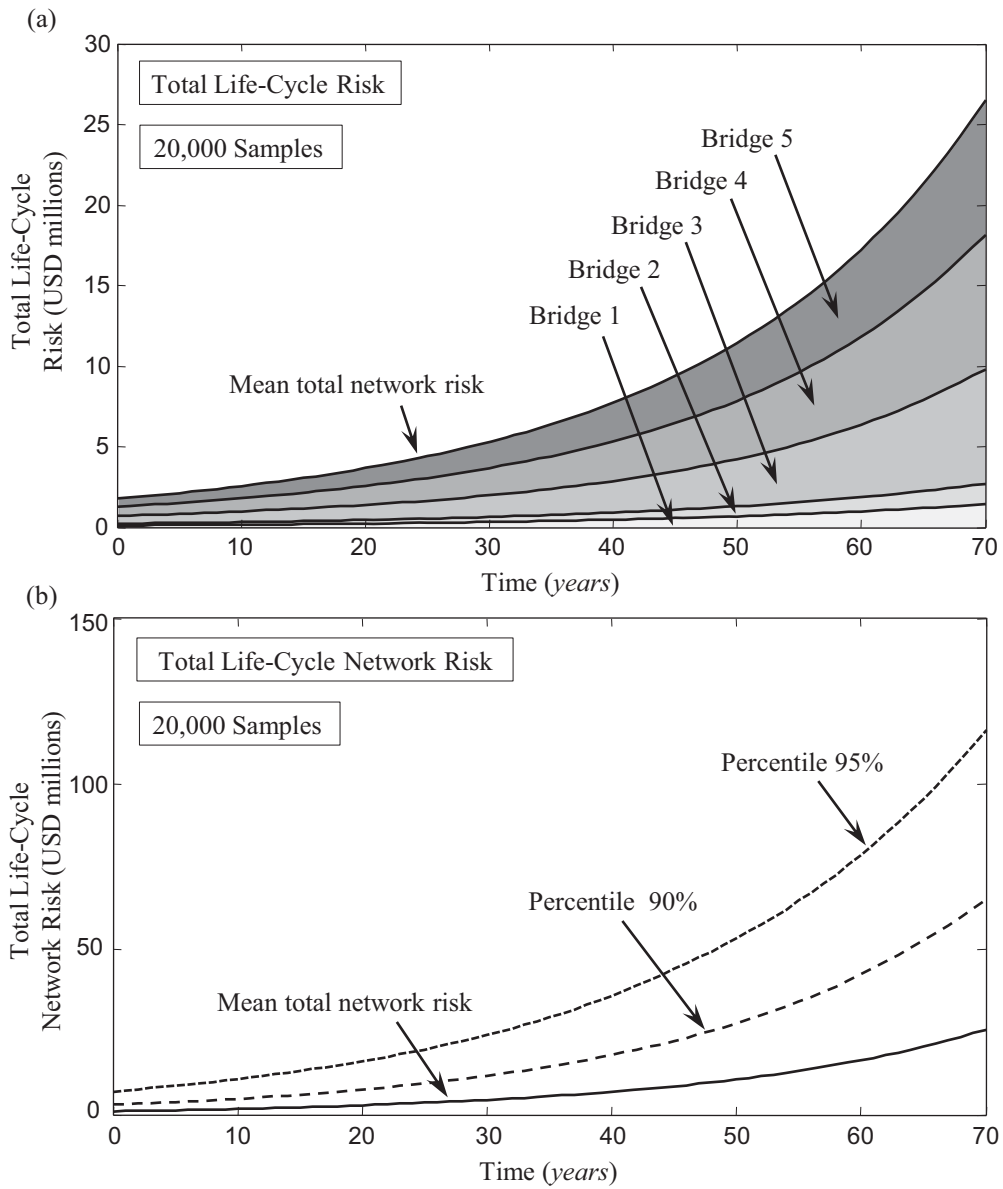 (a)
Total Life-Cycle
Risk (USD millions)
30
25
20
15
10
5
0
Total Life-Cycle Risk
20,000 Samples
Bridge 5
Bridge 4
Bridge 3
Bridge 2
Bridge 1
Mean total network risk
0 10 20 30 40 50 60 70
Time (years)
(b)
Total Life-Cycle
Network Risk (USD millions)
150
100
50
0
Total Life-Cycle Network Risk
20,000 Samples
Percentile 95%
Percentile 90%
Mean total network risk
0 10 20 30 40 50 60 70
Time (years)